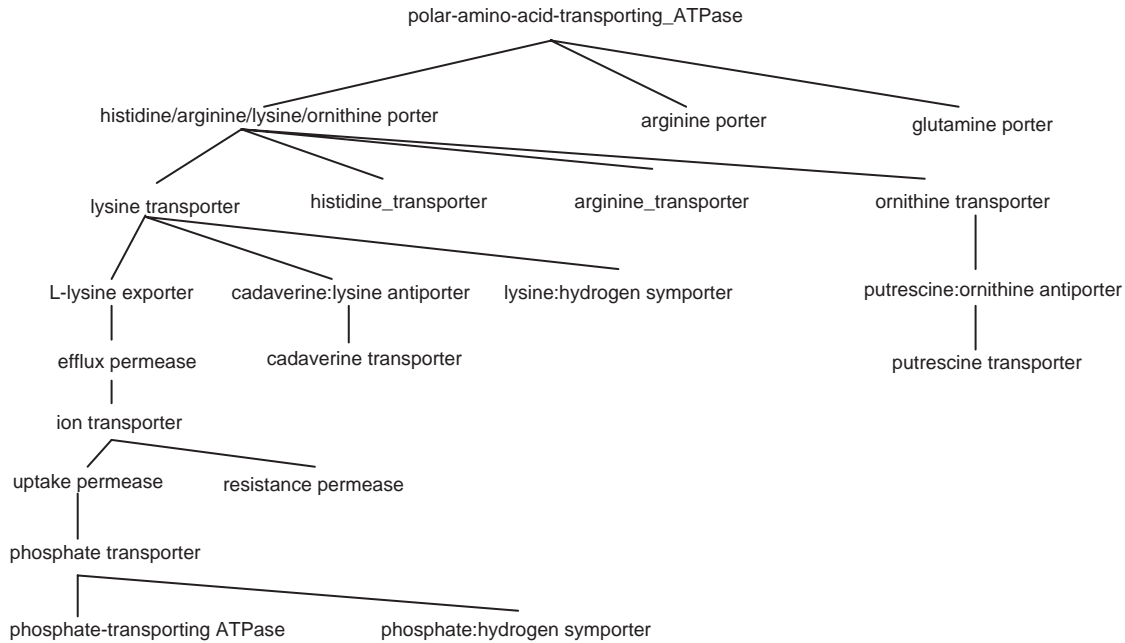 polar-amino-acid-transporting_ATPase
histidine/arginine/lysine/ornithine porter
arginine porter
glutamine porter
lysine transporter
histidine_transporter
arginine_transporter
ornithine transporter
L-lysine exporter
cadaverine:lysine antiporter
lysine:hydrogen symporter
putrescine:ornithine antiporter
efflux permease
cadaverine transporter
putrescine transporter
ion transporter
uptake permease
resistance permease
phosphate transporter
phosphate-transporting ATPase
phosphate:hydrogen symporter